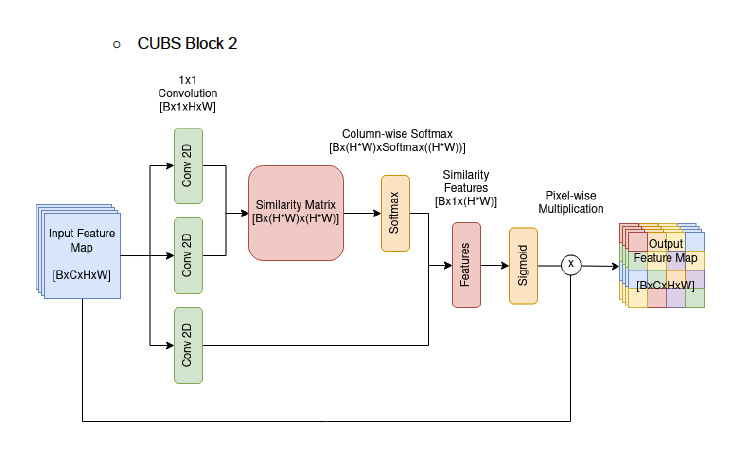 CUBS Block 2
1x1
Convolution
[Bx1xHxW]
Conv 2D
Column-wise Softmax
[Bx(H*W)xSoftmax((H*W))]
Similarity
Features
[Bx1x(H*W)]
Pixel-wise
Multiplication
Similarity Matrix
[Bx(H*W)x(H*W)]
Softmax
Input Feature
Map
[BxCxHxW]
Conv 2D
Features
Sigmoid
X
Output
Feature Map
[BxCxHxW]
Conv 2D